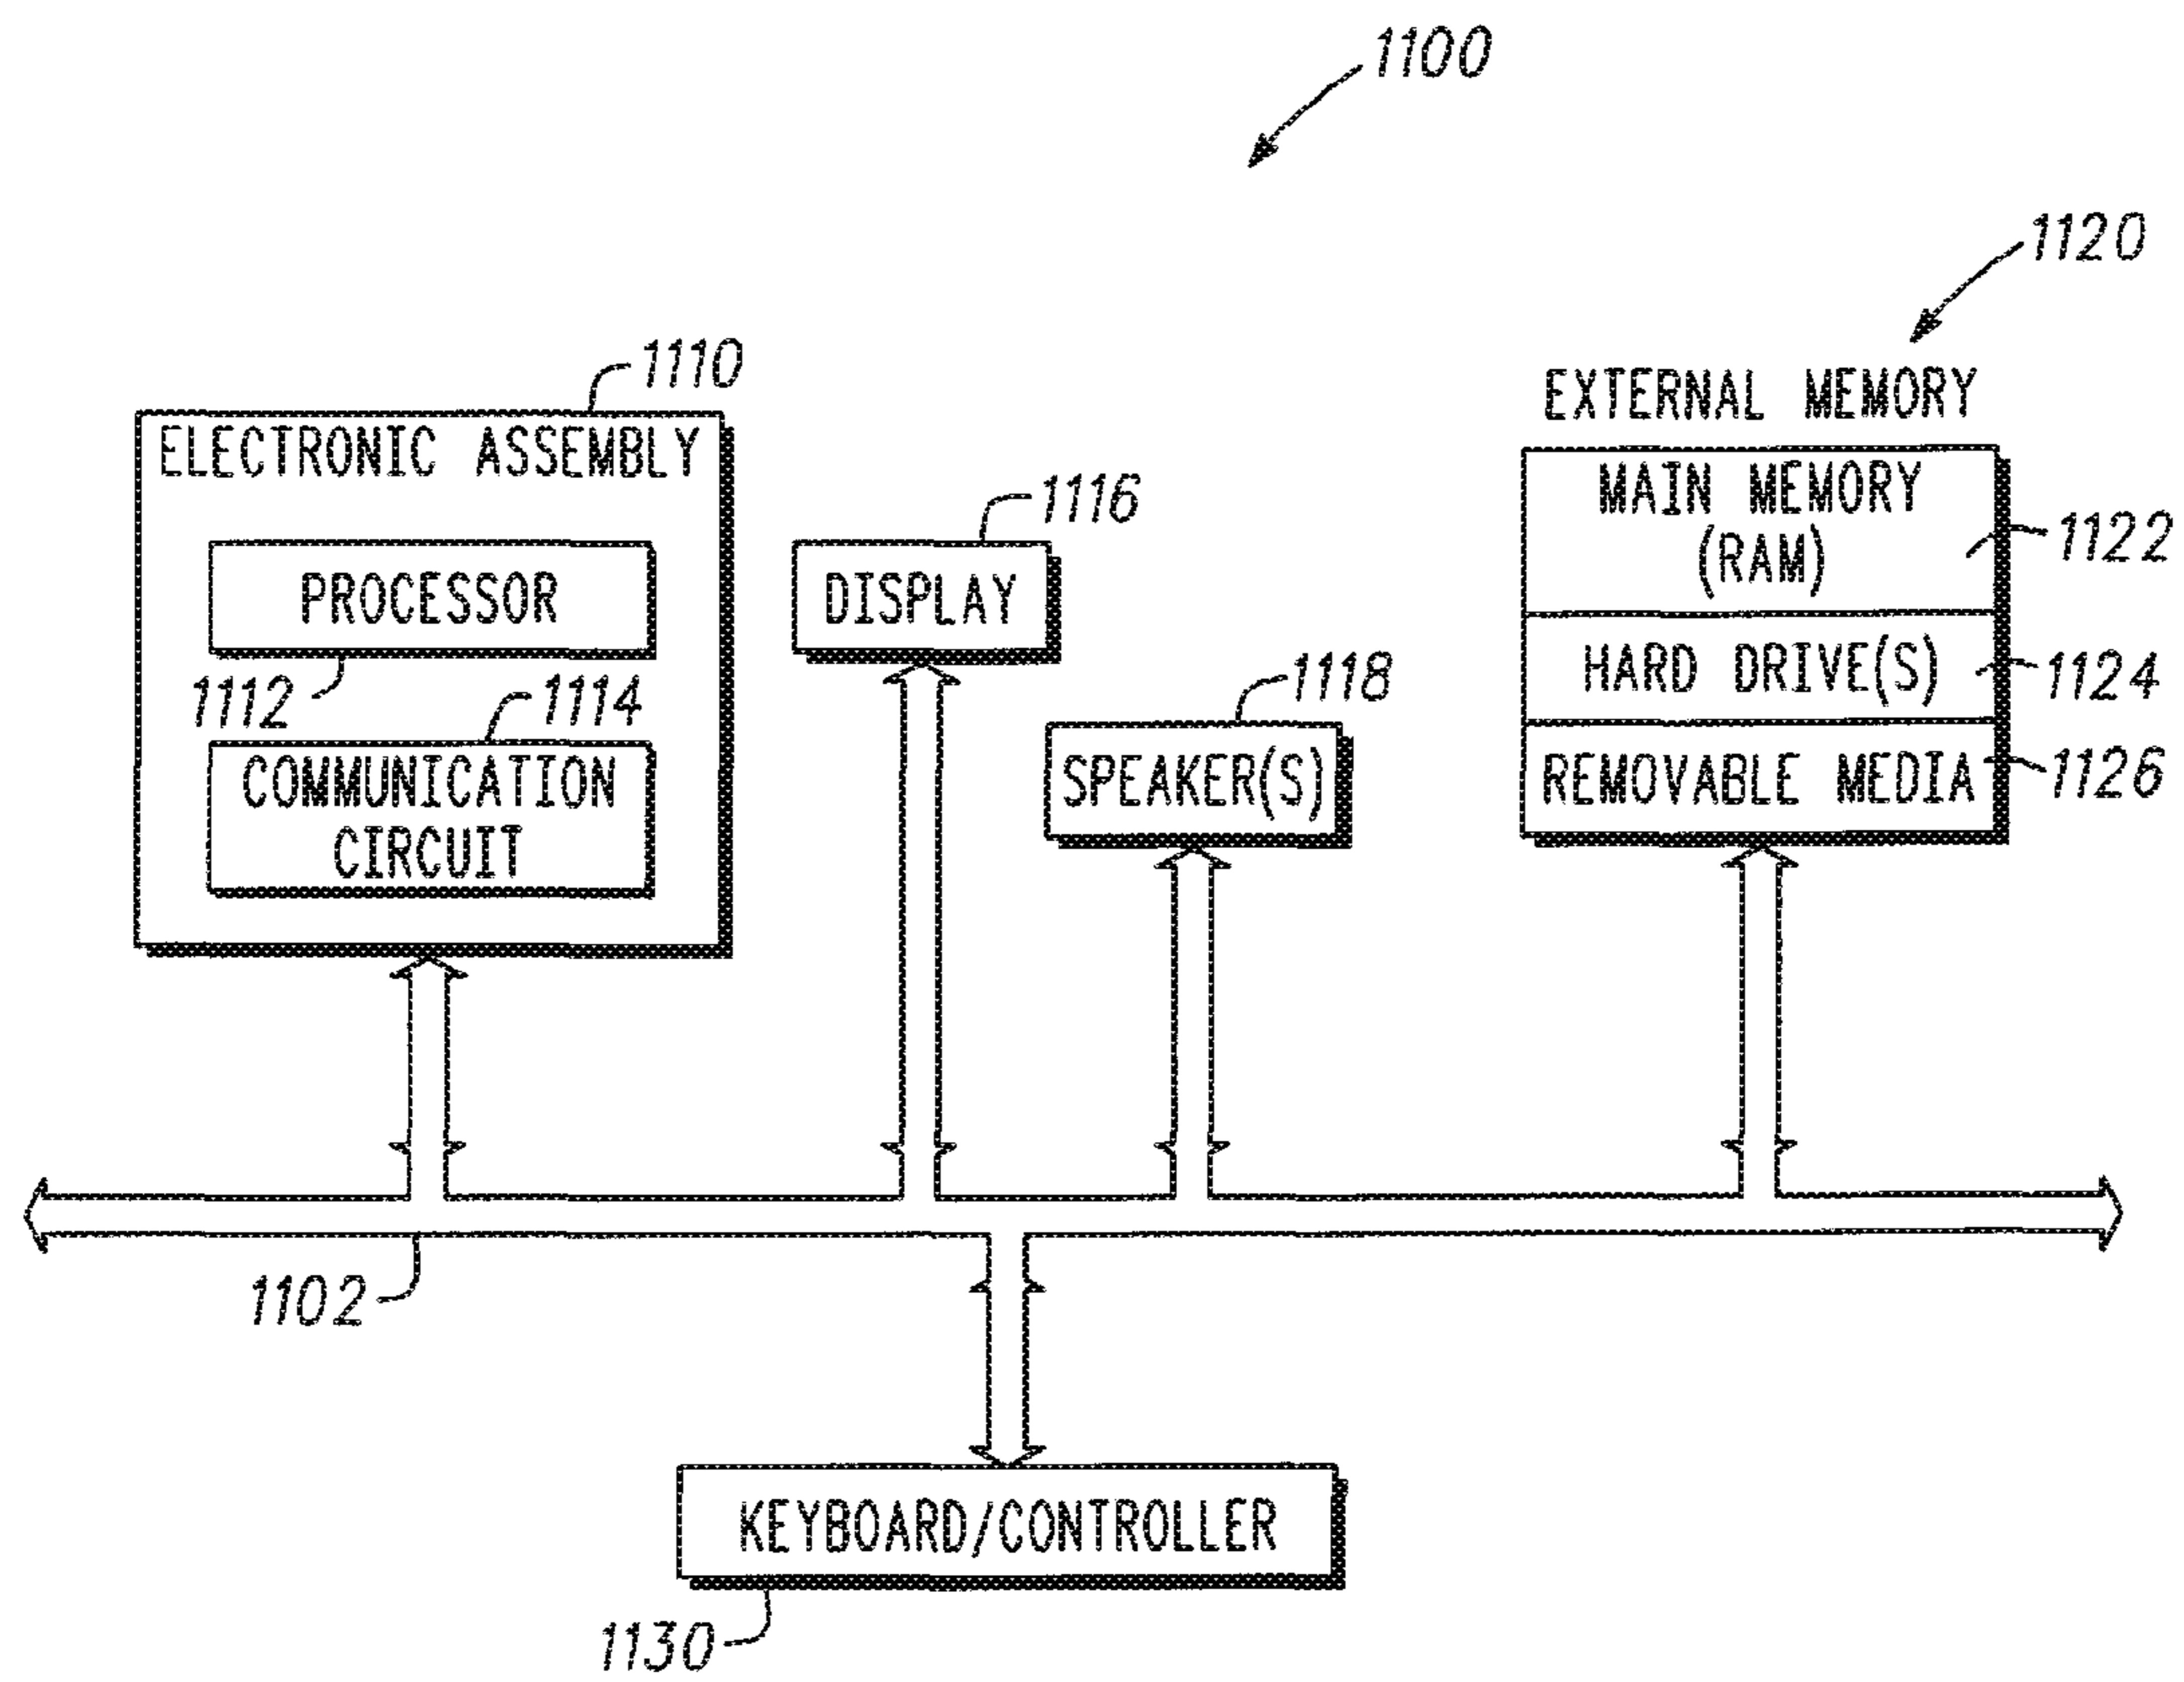 1100
1120
1110
EXTERNAL MEMORY
ELECTRONIC ASSEMBLY
MAIN MEMORY
(RAM)
1122
1116
PROCESSOR
DISPLAY
1112
1114
1118
HARD DRIVE(S)
1124
COMMUNICATION
CIRCUIT
SPEAKER(S)
REMOVABLE MEDIA
1126
1102
KEYBOARD/CONTROLLER
1130